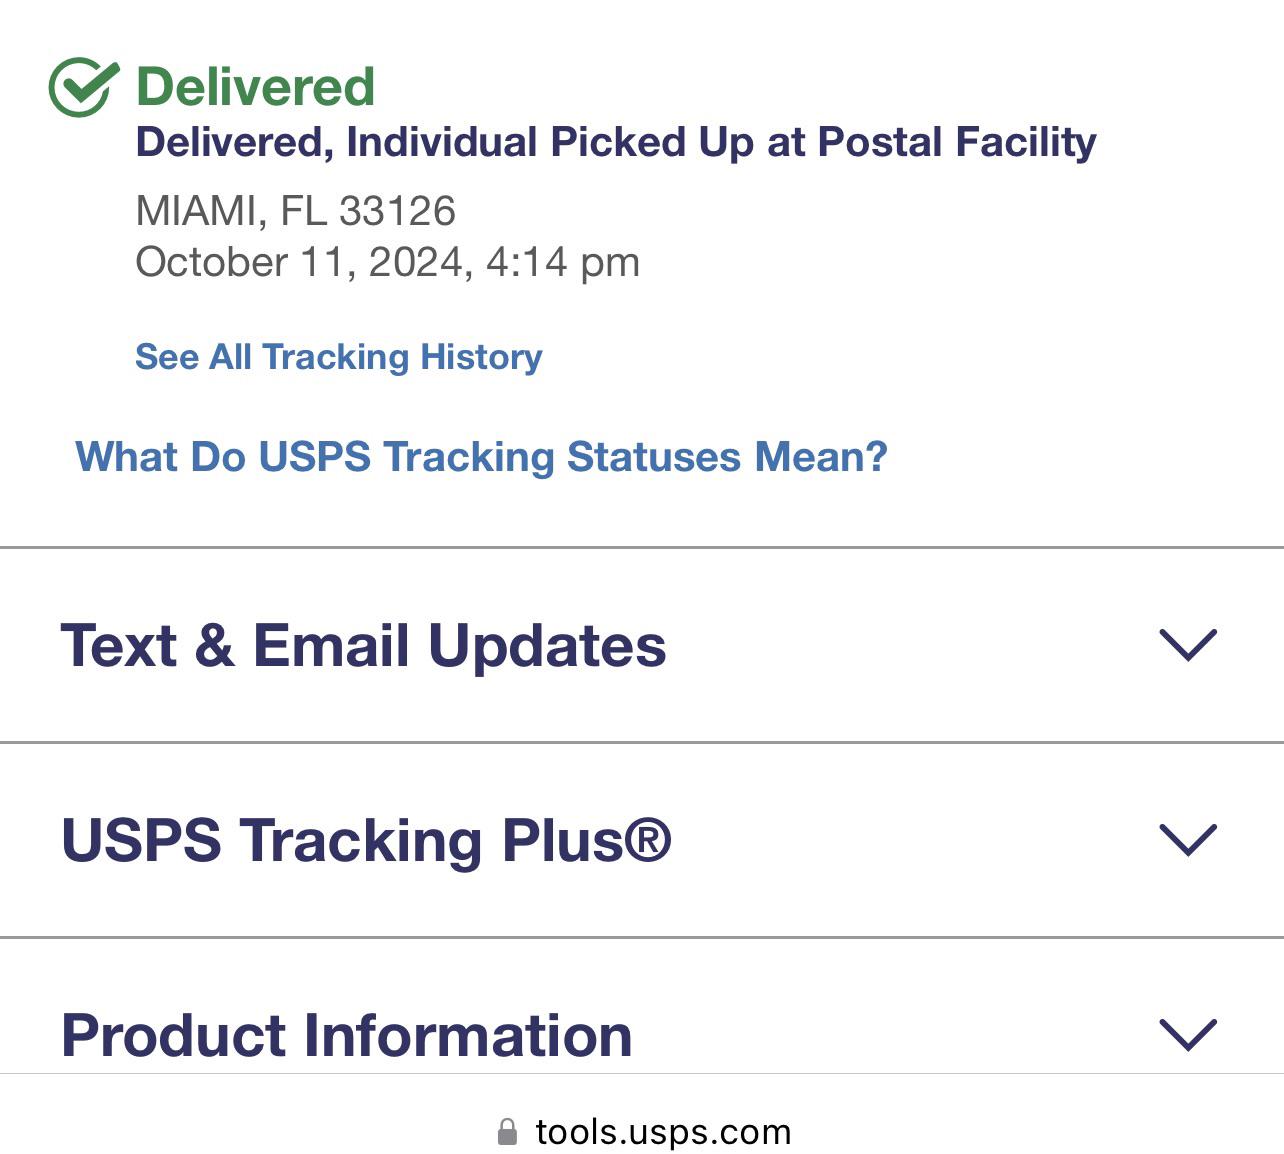 Delivered
Delivered, Individual Picked Up at Postal Facility
MIAMI, FL 33126
October 11, 2024, 4:14 pm
See All Tracking History
What Do USPS Tracking Statuses Mean?
Text & Email Updates
USPS Tracking Plus®
Product Information
tools.usps.com